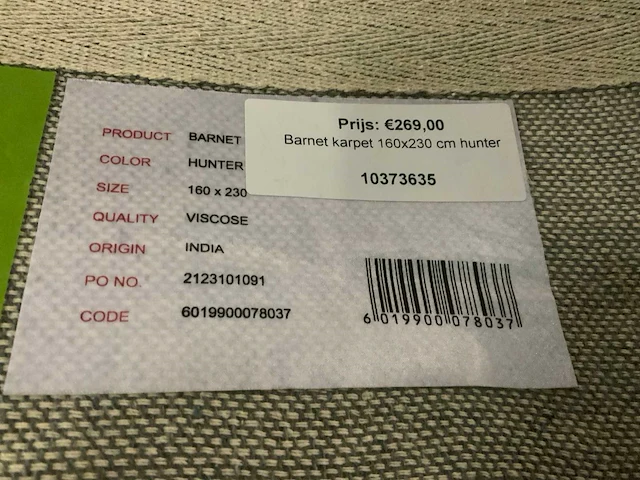 Prijs: €269,00
Barnet karpet 160x230 cm hunter
10373635
PRODUCT BARNET
COLOR HUNTER
SIZE 160 x 230
QUALITY VISCOSE
ORIGIN INDIA
PO NO. 2123101091
CODE 6019900078037
6 019900 078037